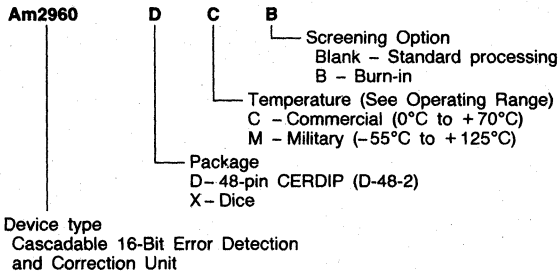 Am2960 D C B
Screening Option
Blank – Standard processing
B – Burn-in
Temperature (See Operating Range)
C – Commercial (0°C to +70°C)
M – Military (–55°C to +125°C)
Package
D – 48-pin CERDIP (D-48-2)
X – Dice
Device type
Cascadable 16-Bit Error Detection
and Correction Unit